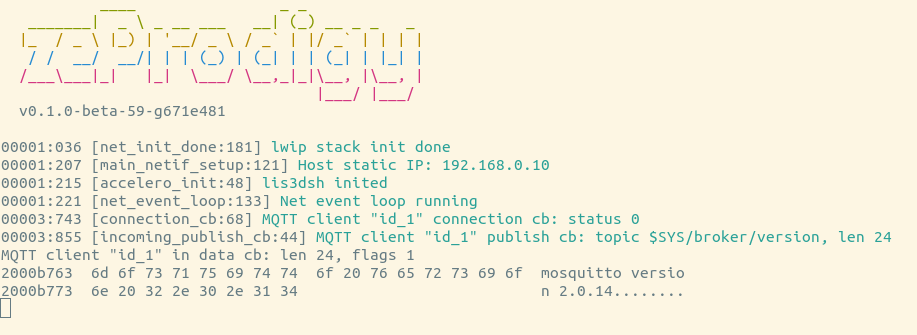 zeProdigy
v0.1.0-beta-59-g671e481
00001:036 [net_init_done:181] lwip stack init done
00001:207 [main_netif_setup:121] Host static IP: 192.168.0.10
00001:215 [accelero_init:48] lis3dsh inited
00001:221 [net_event_loop:133] Net event loop running
00003:743 [connection_cb:68] MQTT client "id_1" connection cb: status 0
00003:855 [incoming_publish_cb:44] MQTT client "id_1" publish cb: topic $SYS/broker/version, len 24
MQTT client "id_1" in data cb: len 24, flags 1
2000b763  6d 6f 73 71 75 69 74 74  6f 20 76 65 72 73 69 6f  mosquitto versio
2000b773  6e 20 32 2e 30 2e 31 34                           n 2.0.14........